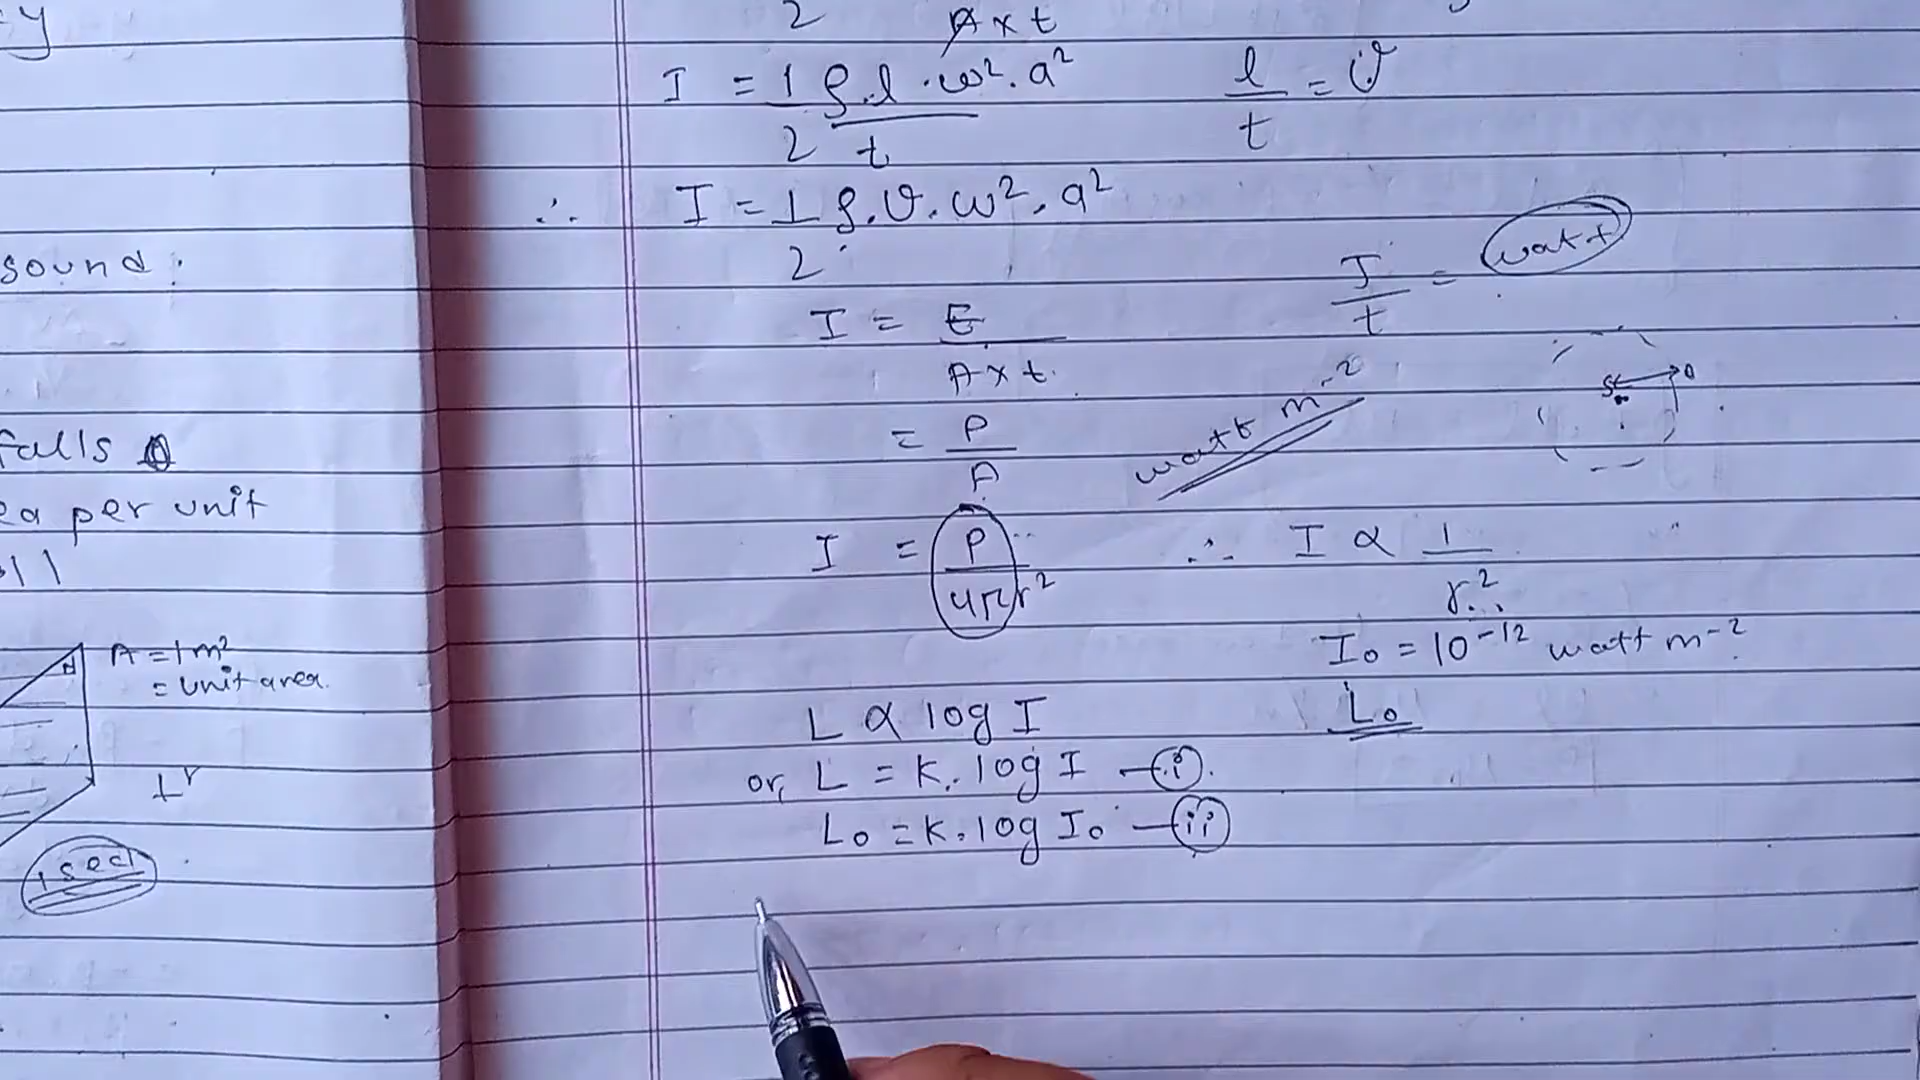 y
sound:
falls
per unit
A = 1m²
= unit area.
1 sec
2 A x t
I = 1/2 ρ.l.ω².a²/t
l/t = v
∴ I = 1/2 ρ.v.ω².a²
J/t = watt
I = E/A x t.
= P/A
watt m⁻²
S O
I = P/4πr² ∴ I ∝ 1/r²
I₀ = 10⁻¹² watt m⁻²
L ∝ log I L₀
or, L = K. log I – (i).
L₀ = K. log I₀ – (ii)